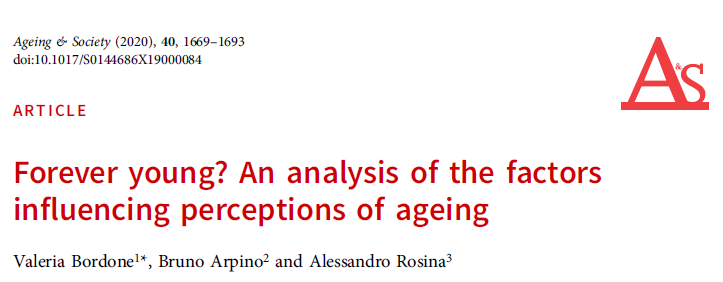 Ageing & Society (2020), 40, 1669–1693
doi:10.1017/S0144686X19000084
A&S
ARTICLE
Forever young? An analysis of the factors
influencing perceptions of ageing
Valeria Bordone¹*, Bruno Arpino² and Alessandro Rosina³